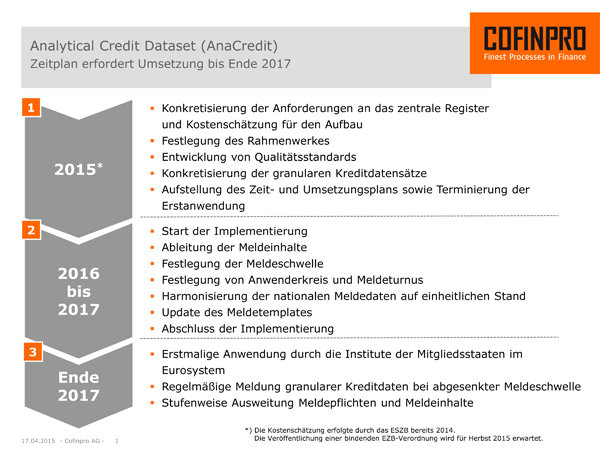 Analytical Credit Dataset (AnaCredit)
Zeitplan erfordert Umsetzung bis Ende 2017
COFINPRO
Finest Processes in Finance
1
2015*
▪ Konkretisierung der Anforderungen an das zentrale Register
und Kostenschätzung für den Aufbau
▪ Festlegung des Rahmenwerkes
▪ Entwicklung von Qualitätsstandards
▪ Konkretisierung der granularen Kreditdatensätze
▪ Aufstellung des Zeit- und Umsetzungsplans sowie Terminierung der
Erstanwendung
2
2016
bis
2017
▪ Start der Implementierung
▪ Ableitung der Meldeinhalte
▪ Festlegung der Meldeschwelle
▪ Festlegung von Anwenderkreis und Meldeturnus
▪ Harmonisierung der nationalen Meldedaten auf einheitlichen Stand
▪ Update des Meldetemplates
▪ Abschluss der Implementierung
3
Ende
2017
▪ Erstmalige Anwendung durch die Institute der Mitgliedsstaaten im
Eurosystem
▪ Regelmäßige Meldung granularer Kreditdaten bei abgesenkter Meldeschwelle
▪ Stufenweise Ausweitung Meldepflichten und Meldeinhalte
*) Die Kostenschätzung erfolgte durch das ESZB bereits 2014.
Die Veröffentlichung einer bindenden EZB-Verordnung wird für Herbst 2015 erwartet.
17.04.2015 - Cofinpro AG - 1